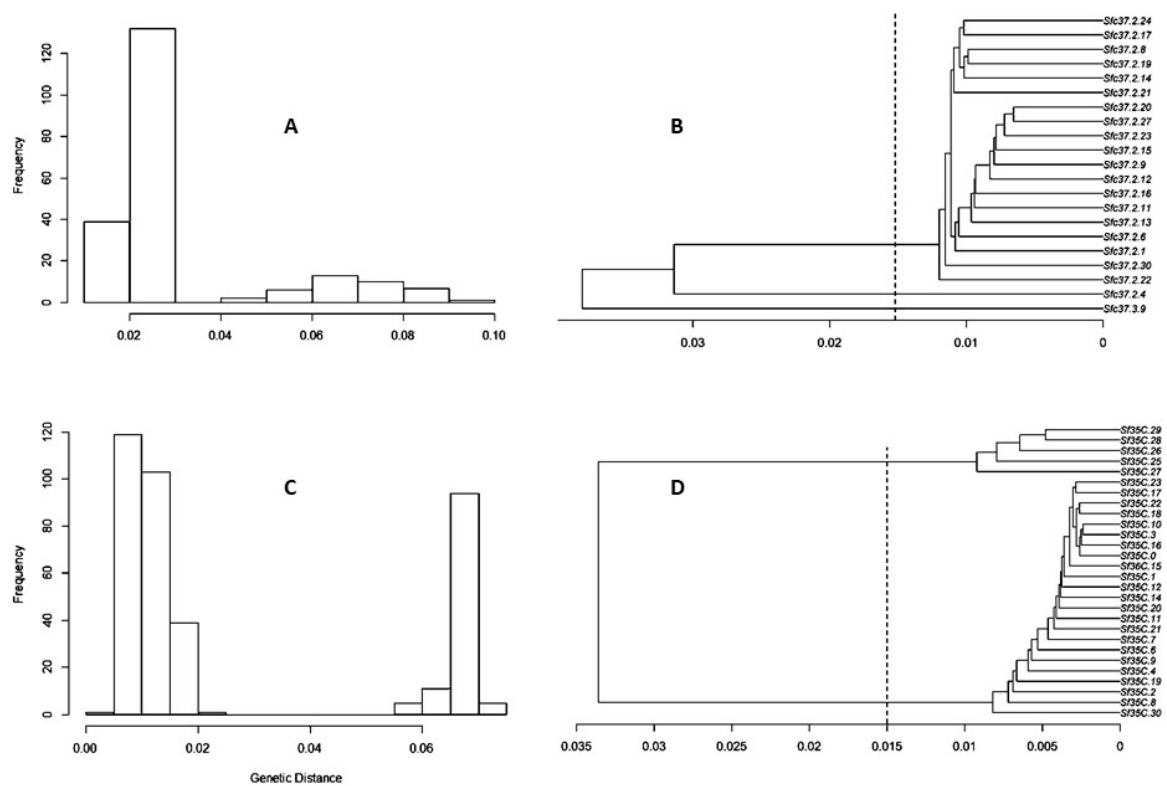 A
Frequency
120
100
80
60
40
20
0
0.02
0.04
0.06
0.08
0.10
B
Sfc37.2.24
Sfc37.2.17
Sfc37.2.8
Sfc37.2.19
Sfc37.2.14
Sfc37.2.21
Sfc37.2.20
Sfc37.2.27
Sfc37.2.23
Sfc37.2.15
Sfc37.2.9
Sfc37.2.12
Sfc37.2.16
Sfc37.2.11
Sfc37.2.13
Sfc37.2.6
Sfc37.2.1
Sfc37.2.30
Sfc37.2.22
Sfc37.2.4
Sfc37.3.9
0.03
0.02
0.01
0
C
Frequency
120
100
80
60
40
20
0
0.00
0.02
0.04
0.06
Genetic Distance
D
Sf35C.29
Sf35C.28
Sf35C.26
Sf35C.25
Sf35C.27
Sf35C.23
Sf35C.17
Sf35C.22
Sf35C.18
Sf35C.10
Sf35C.3
Sf35C.16
Sf35C.0
Sf36C.15
Sf35C.1
Sf35C.12
Sf35C.14
Sf35C.20
Sf35C.11
Sf35C.21
Sf35C.7
Sf35C.6
Sf35C.9
Sf35C.4
Sf35C.19
Sf35C.2
Sf35C.8
Sf35C.30
0.035
0.03
0.025
0.02
0.015
0.01
0.005
0